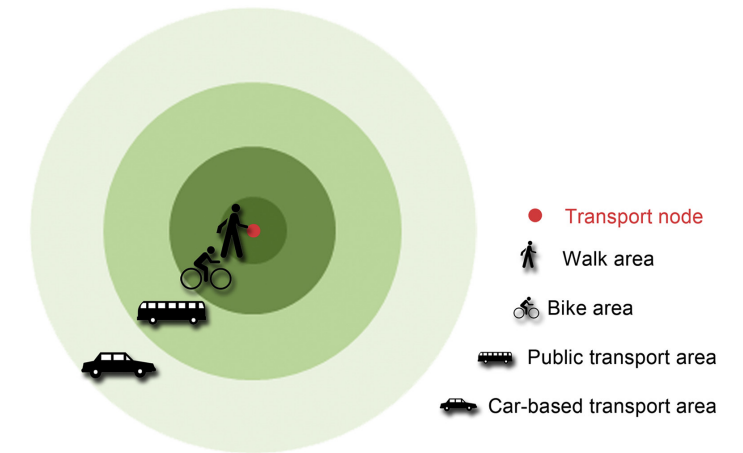 Transport node
Walk area
Bike area
Public transport area
Car-based transport area